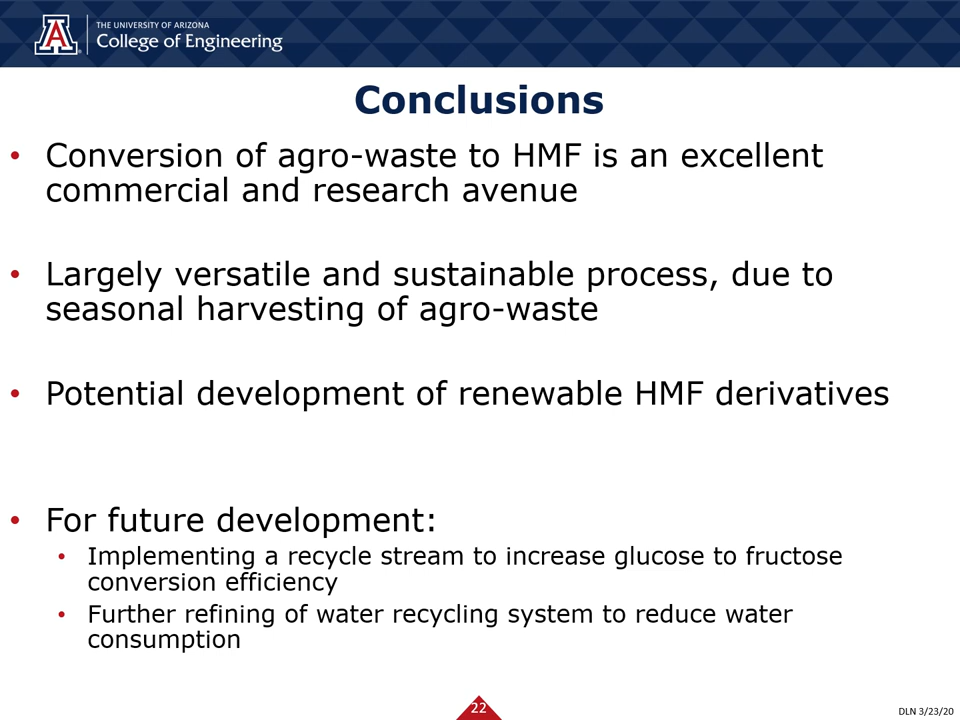 THE UNIVERSITY OF ARIZONA
College of Engineering
Conclusions
• Conversion of agro-waste to HMF is an excellent
commercial and research avenue
• Largely versatile and sustainable process, due to
seasonal harvesting of agro-waste
• Potential development of renewable HMF derivatives
• For future development:
• Implementing a recycle stream to increase glucose to fructose
conversion efficiency
• Further refining of water recycling system to reduce water
consumption
22
DLN 3/23/20